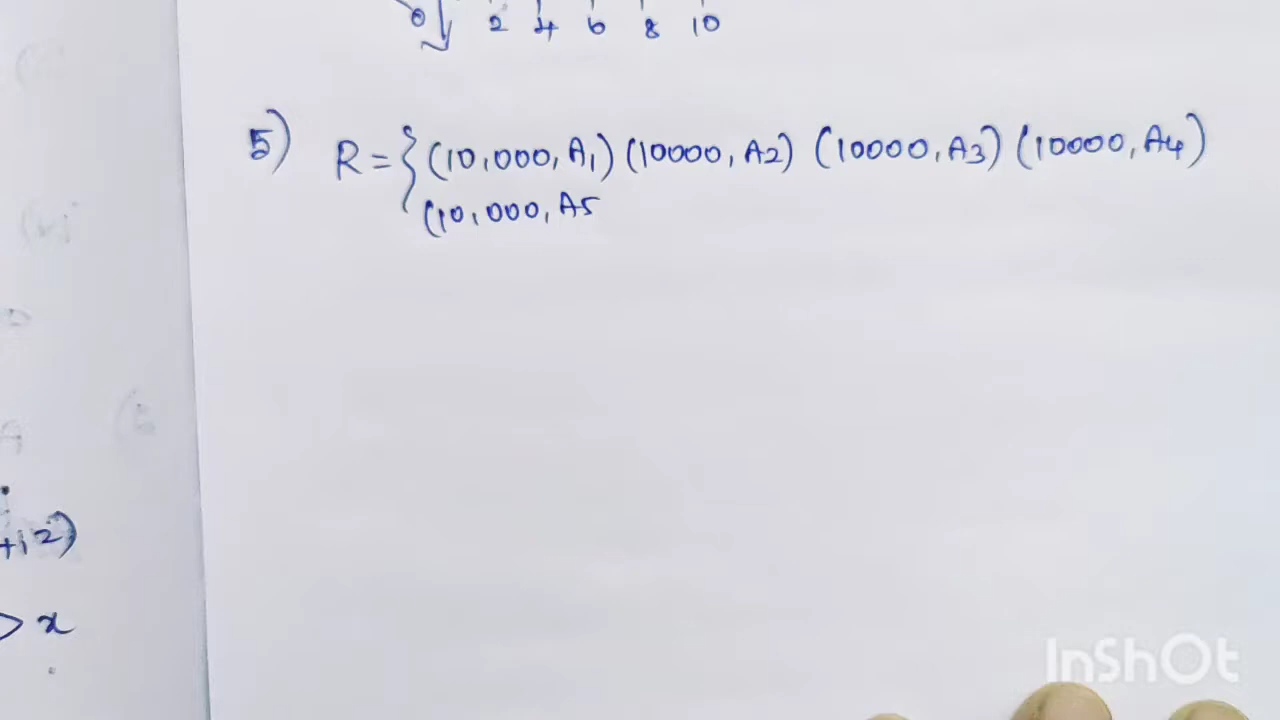 0 2 4 6 8 10
5) R = { (10,000, A1) (10000, A2) (10000, A3) (10000, A4)
(10,000, A5
+12)
> x
InShOt